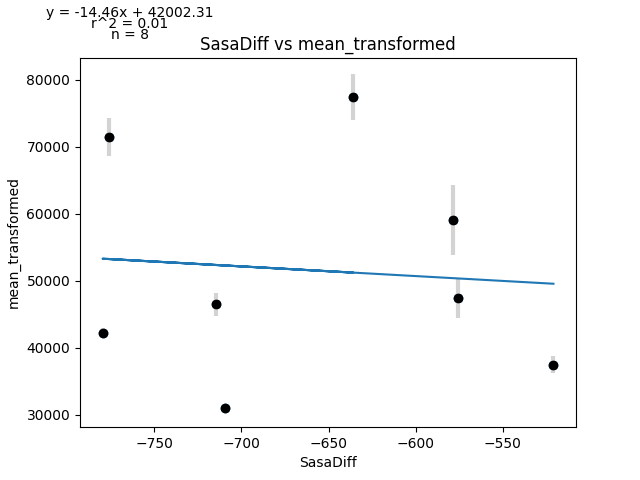 y = -14.46x + 42002.31
r^2 = 0.01
n = 8
SasaDiff vs mean_transformed
80000
70000
60000
50000
40000
30000
mean_transformed
−750
−700
−650
−600
−550
SasaDiff